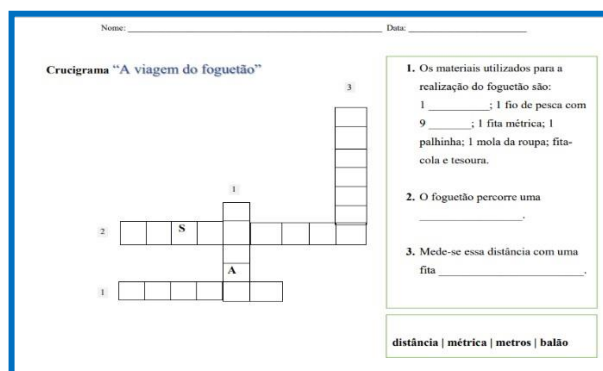 Nome: ________________ Data: ________________
Crucigrama “A viagem do foguetão”
3
1
2
S
A
1
1. Os materiais utilizados para a
realização do foguetão são:
1 __________; 1 fio de pesca com
9 _______; 1 fita métrica; 1
palhinha; 1 mola da roupa; fita-
cola e tesoura.
2. O foguetão percorre uma
__________________.
3. Mede-se essa distância com uma
fita _________________________.
distância | métrica | metros | balão